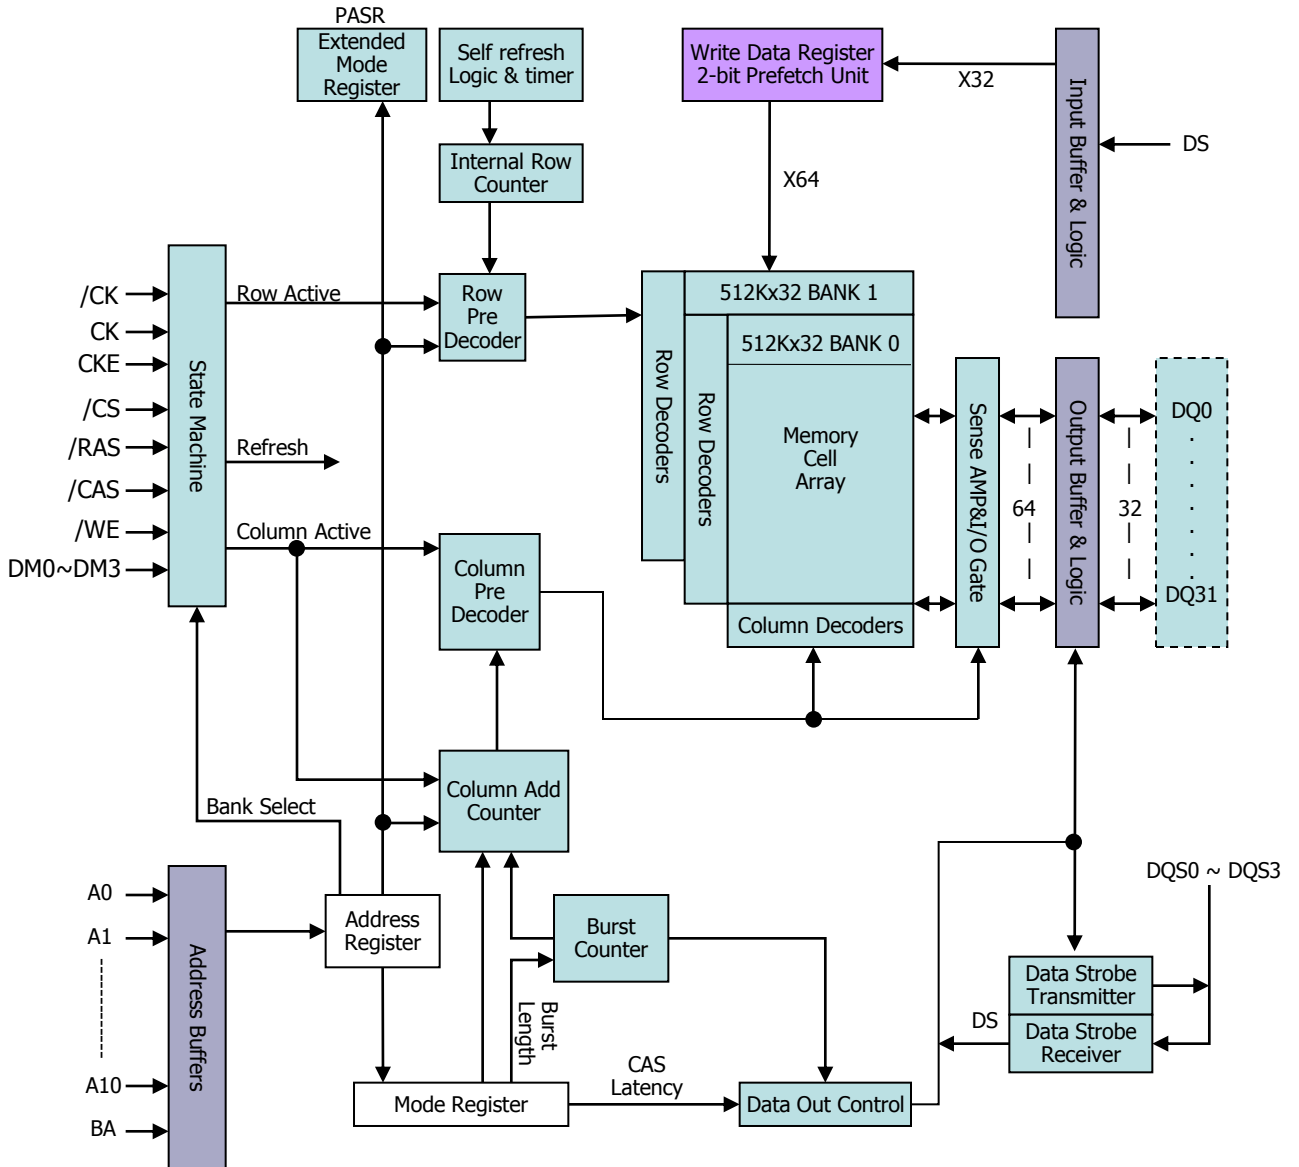 PASR
Extended
Mode
Register
Self refresh
Logic & timer
Write Data Register
2-bit Prefetch Unit
X32
Input Buffer & Logic
DS
Internal Row
Counter
X64
/CK
CK
CKE
/CS
/RAS
/CAS
/WE
DM0~DM3
State Machine
Row Active
Refresh
Column Active
Row
Pre
Decoder
Row Decoders
512Kx32 BANK 1
Row Decoders
512Kx32 BANK 0
Memory
Cell
Array
Column Decoders
Sense AMP&I/O Gate
64
Output Buffer & Logic
32
DQ0
.
.
.
.
.
.
.
DQ31
Column
Pre
Decoder
Column Add
Counter
Bank Select
A0
A1
A10
BA
Address Buffers
Address
Register
Burst
Counter
Burst
Length
Mode Register
CAS
Latency
Data Out Control
DQS0 ~ DQS3
Data Strobe
Transmitter
DS
Data Strobe
Receiver